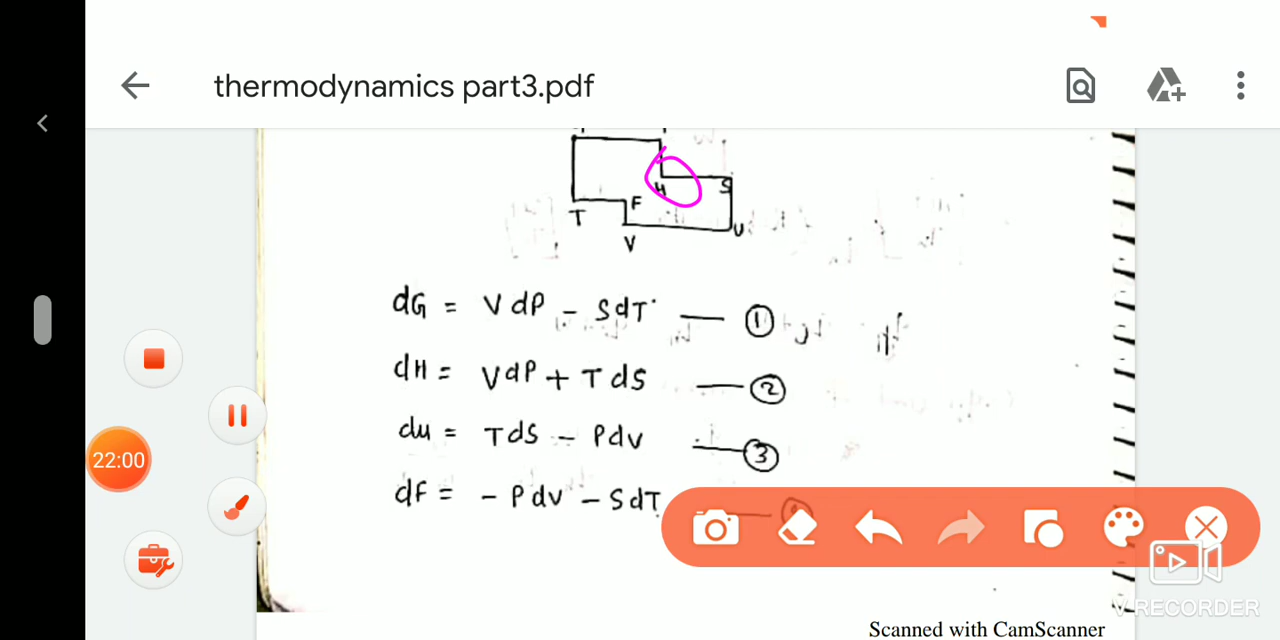 thermodynamics part3.pdf
H S
T F
V U
dG = VdP - SdT — ①
dH = VdP + TdS — ②
du = TdS - Pdv — ③
22:00
dF = - Pdv - SdT —
V RECORDER
Scanned with CamScanner